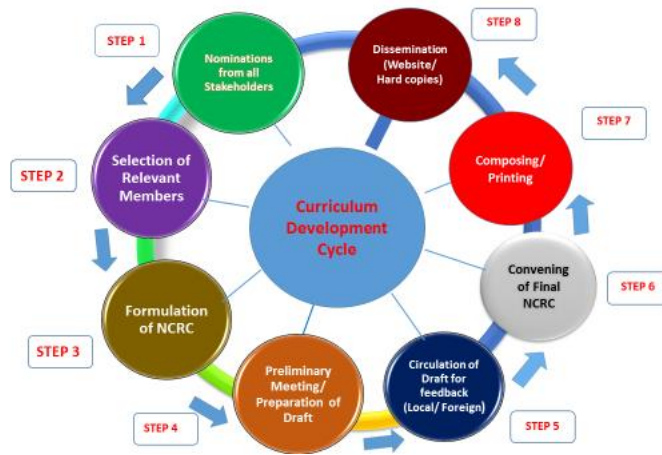 STEP 1
Nominations
from all
Stakeholders
STEP 2
Selection of
Relevant
Members
STEP 3
Formulation
of NCRC
STEP 4
Preliminary
Meeting/
Preparation of
Draft
STEP 5
Circulation of
Draft for
feedback
(Local/ Foreign)
STEP 6
Convening
of Final
NCRC
STEP 7
Composing/
Printing
STEP 8
Dissemination
(Website/
Hard copies)
Curriculum
Development
Cycle